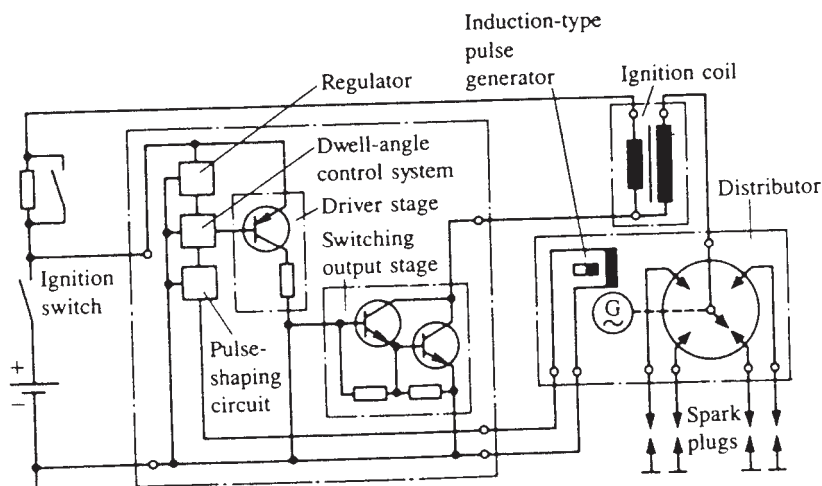 Induction-type
pulse
generator
Ignition coil
Regulator
Dwell-angle
control system
Distributor
Driver stage
Switching
output stage
Ignition
switch
G
~
+
−
Pulse-
shaping
circuit
Spark
plugs